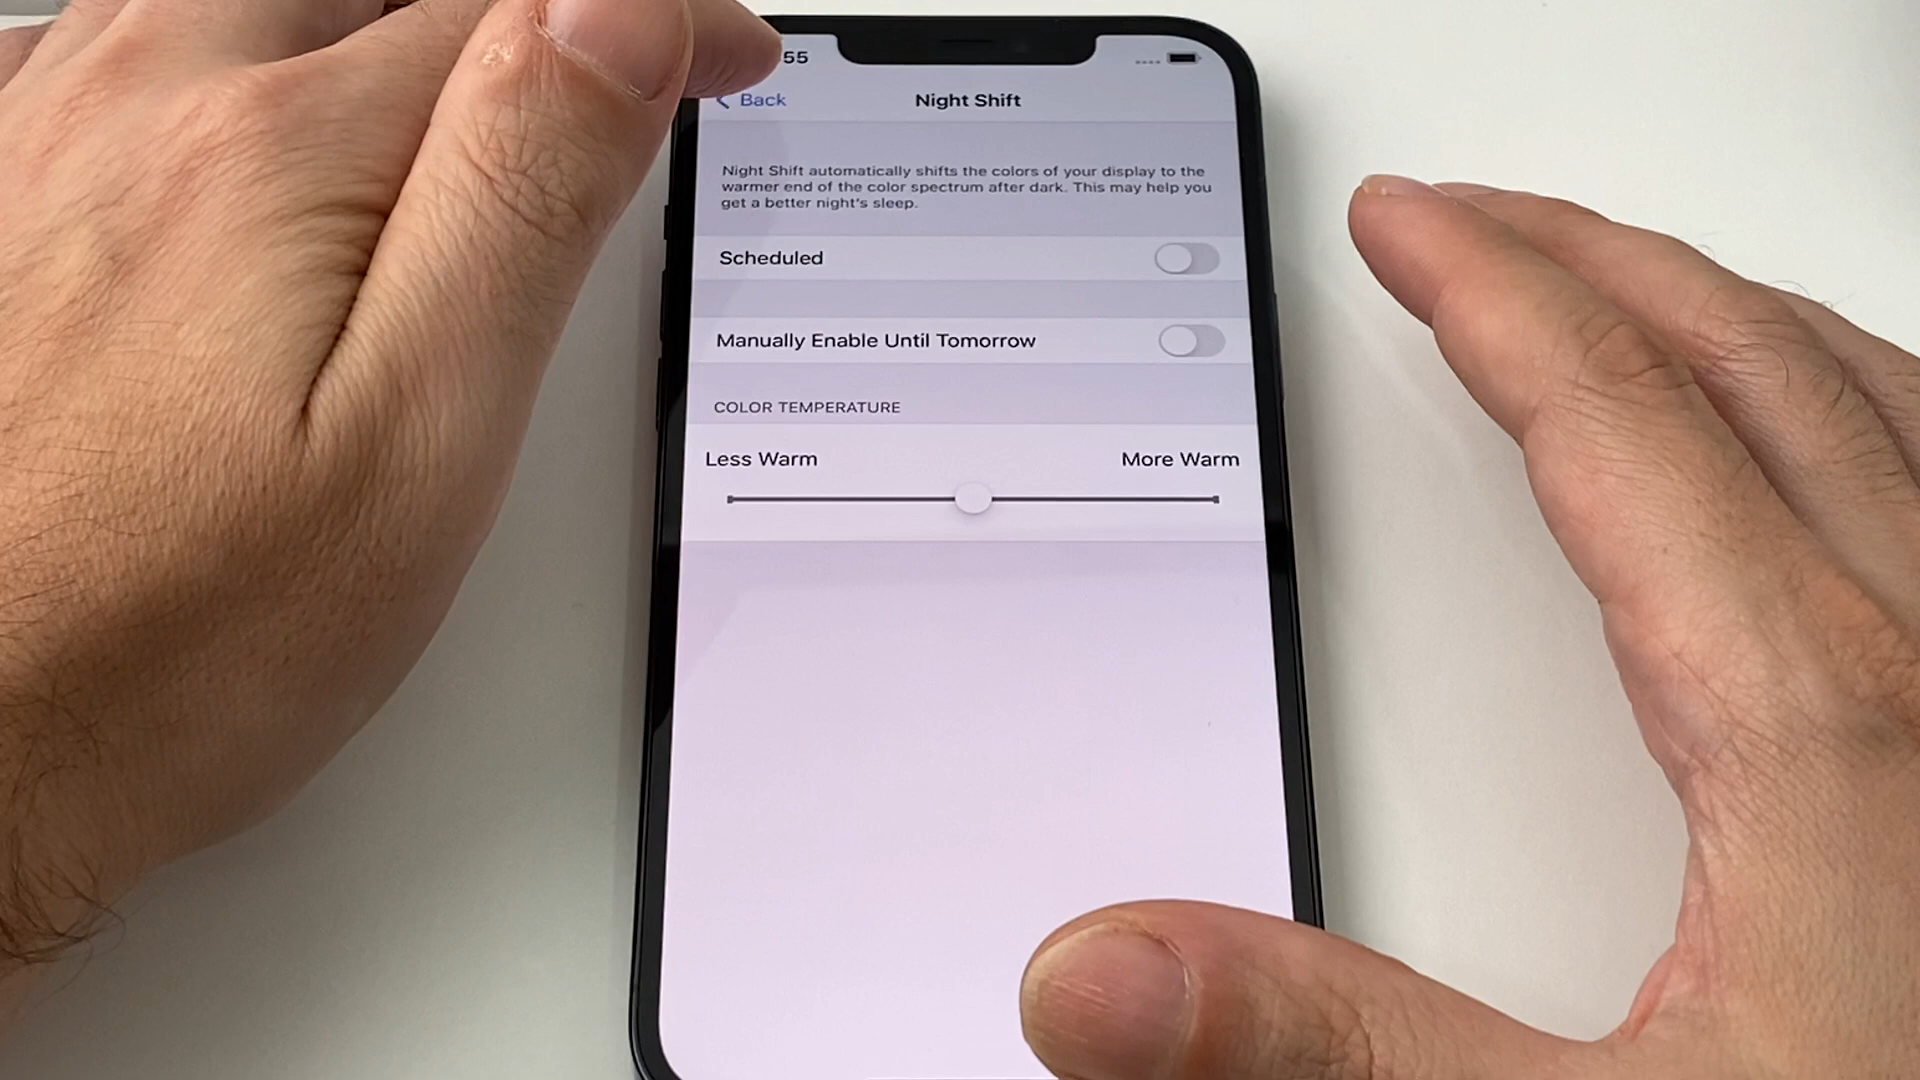 55
Back
Night Shift
Night Shift automatically shifts the colors of your display to the
warmer end of the color spectrum after dark. This may help you
get a better night's sleep.
Scheduled
Manually Enable Until Tomorrow
COLOR TEMPERATURE
Less Warm
More Warm